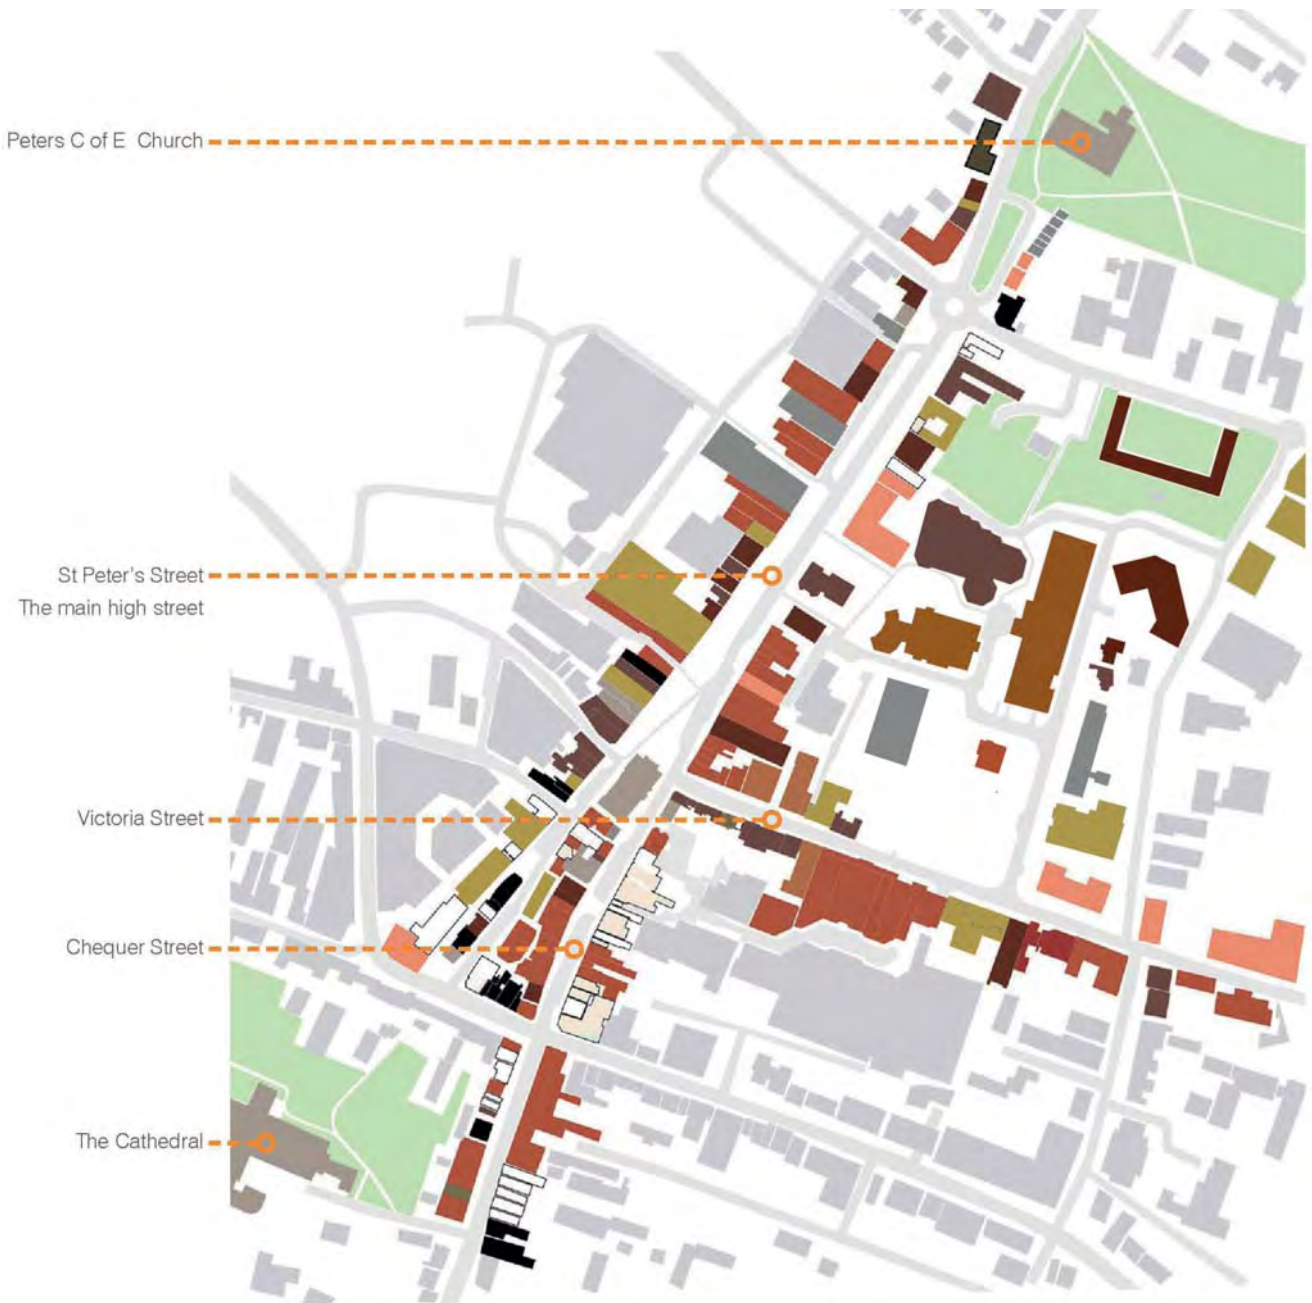 Peters C of E Church
St Peter's Street
The main high street
Victoria Street
Chequer Street
The Cathedral